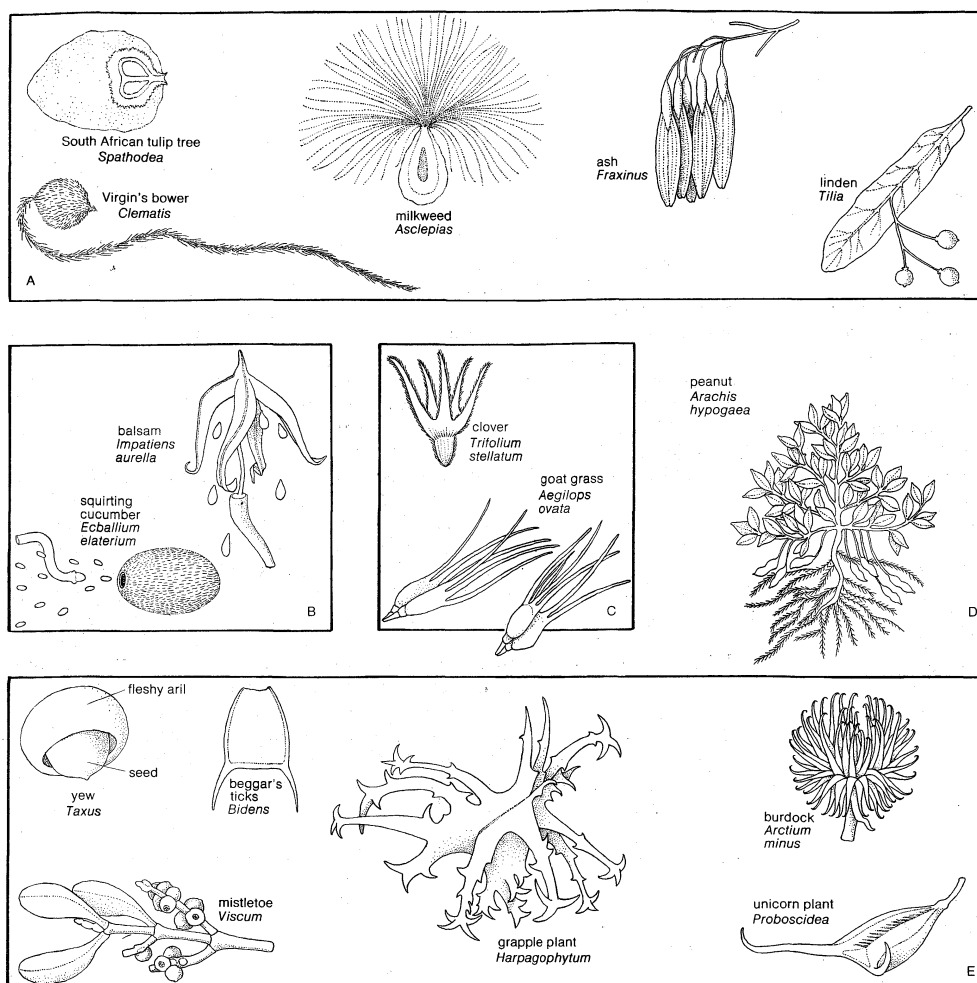 South African tulip tree
Spathodea
Virgin's bower
Clematis
milkweed
Asclepias
ash
Fraxinus
linden
Tilia
A
balsam
Impatiens
aurella
squirting
cucumber
Ecballium
elaterium
B
clover
Trifolium
stellatum
goat grass
Aegilops
ovata
C
peanut
Arachis
hypogaea
D
fleshy aril
seed
yew
Taxus
beggar's
ticks
Bidens
mistletoe
Viscum
grapple plant
Harpagophytum
burdock
Arctium
minus
unicorn plant
Proboscidea
E